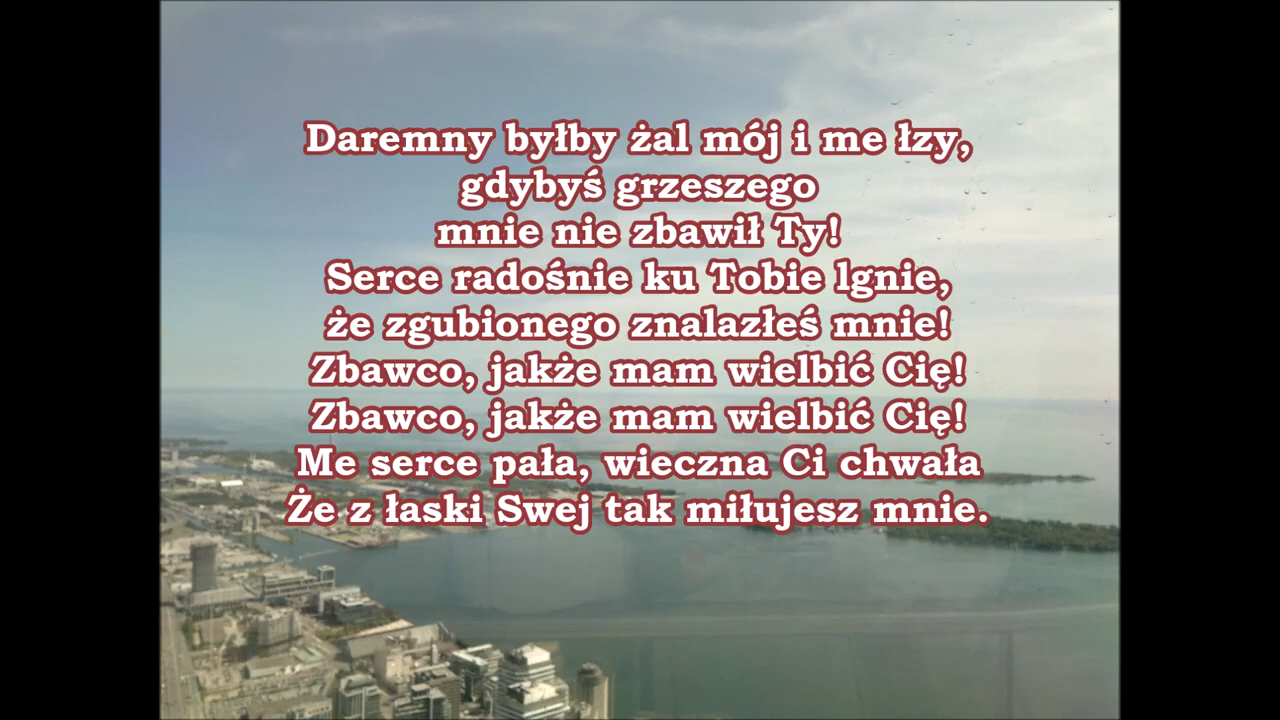 Daremny byłby żal mój i me łzy,
gdybyś grzeszego
mnie nie zbawił Ty!
Serce radośnie ku Tobie lgnie,
że zgubionego znalazłeś mnie!
Zbawco, jakże mam wielbić Cię!
Zbawco, jakże mam wielbić Cię!
Me serce pała, wieczna Ci chwała
Że z łaski Swej tak miłujesz mnie.